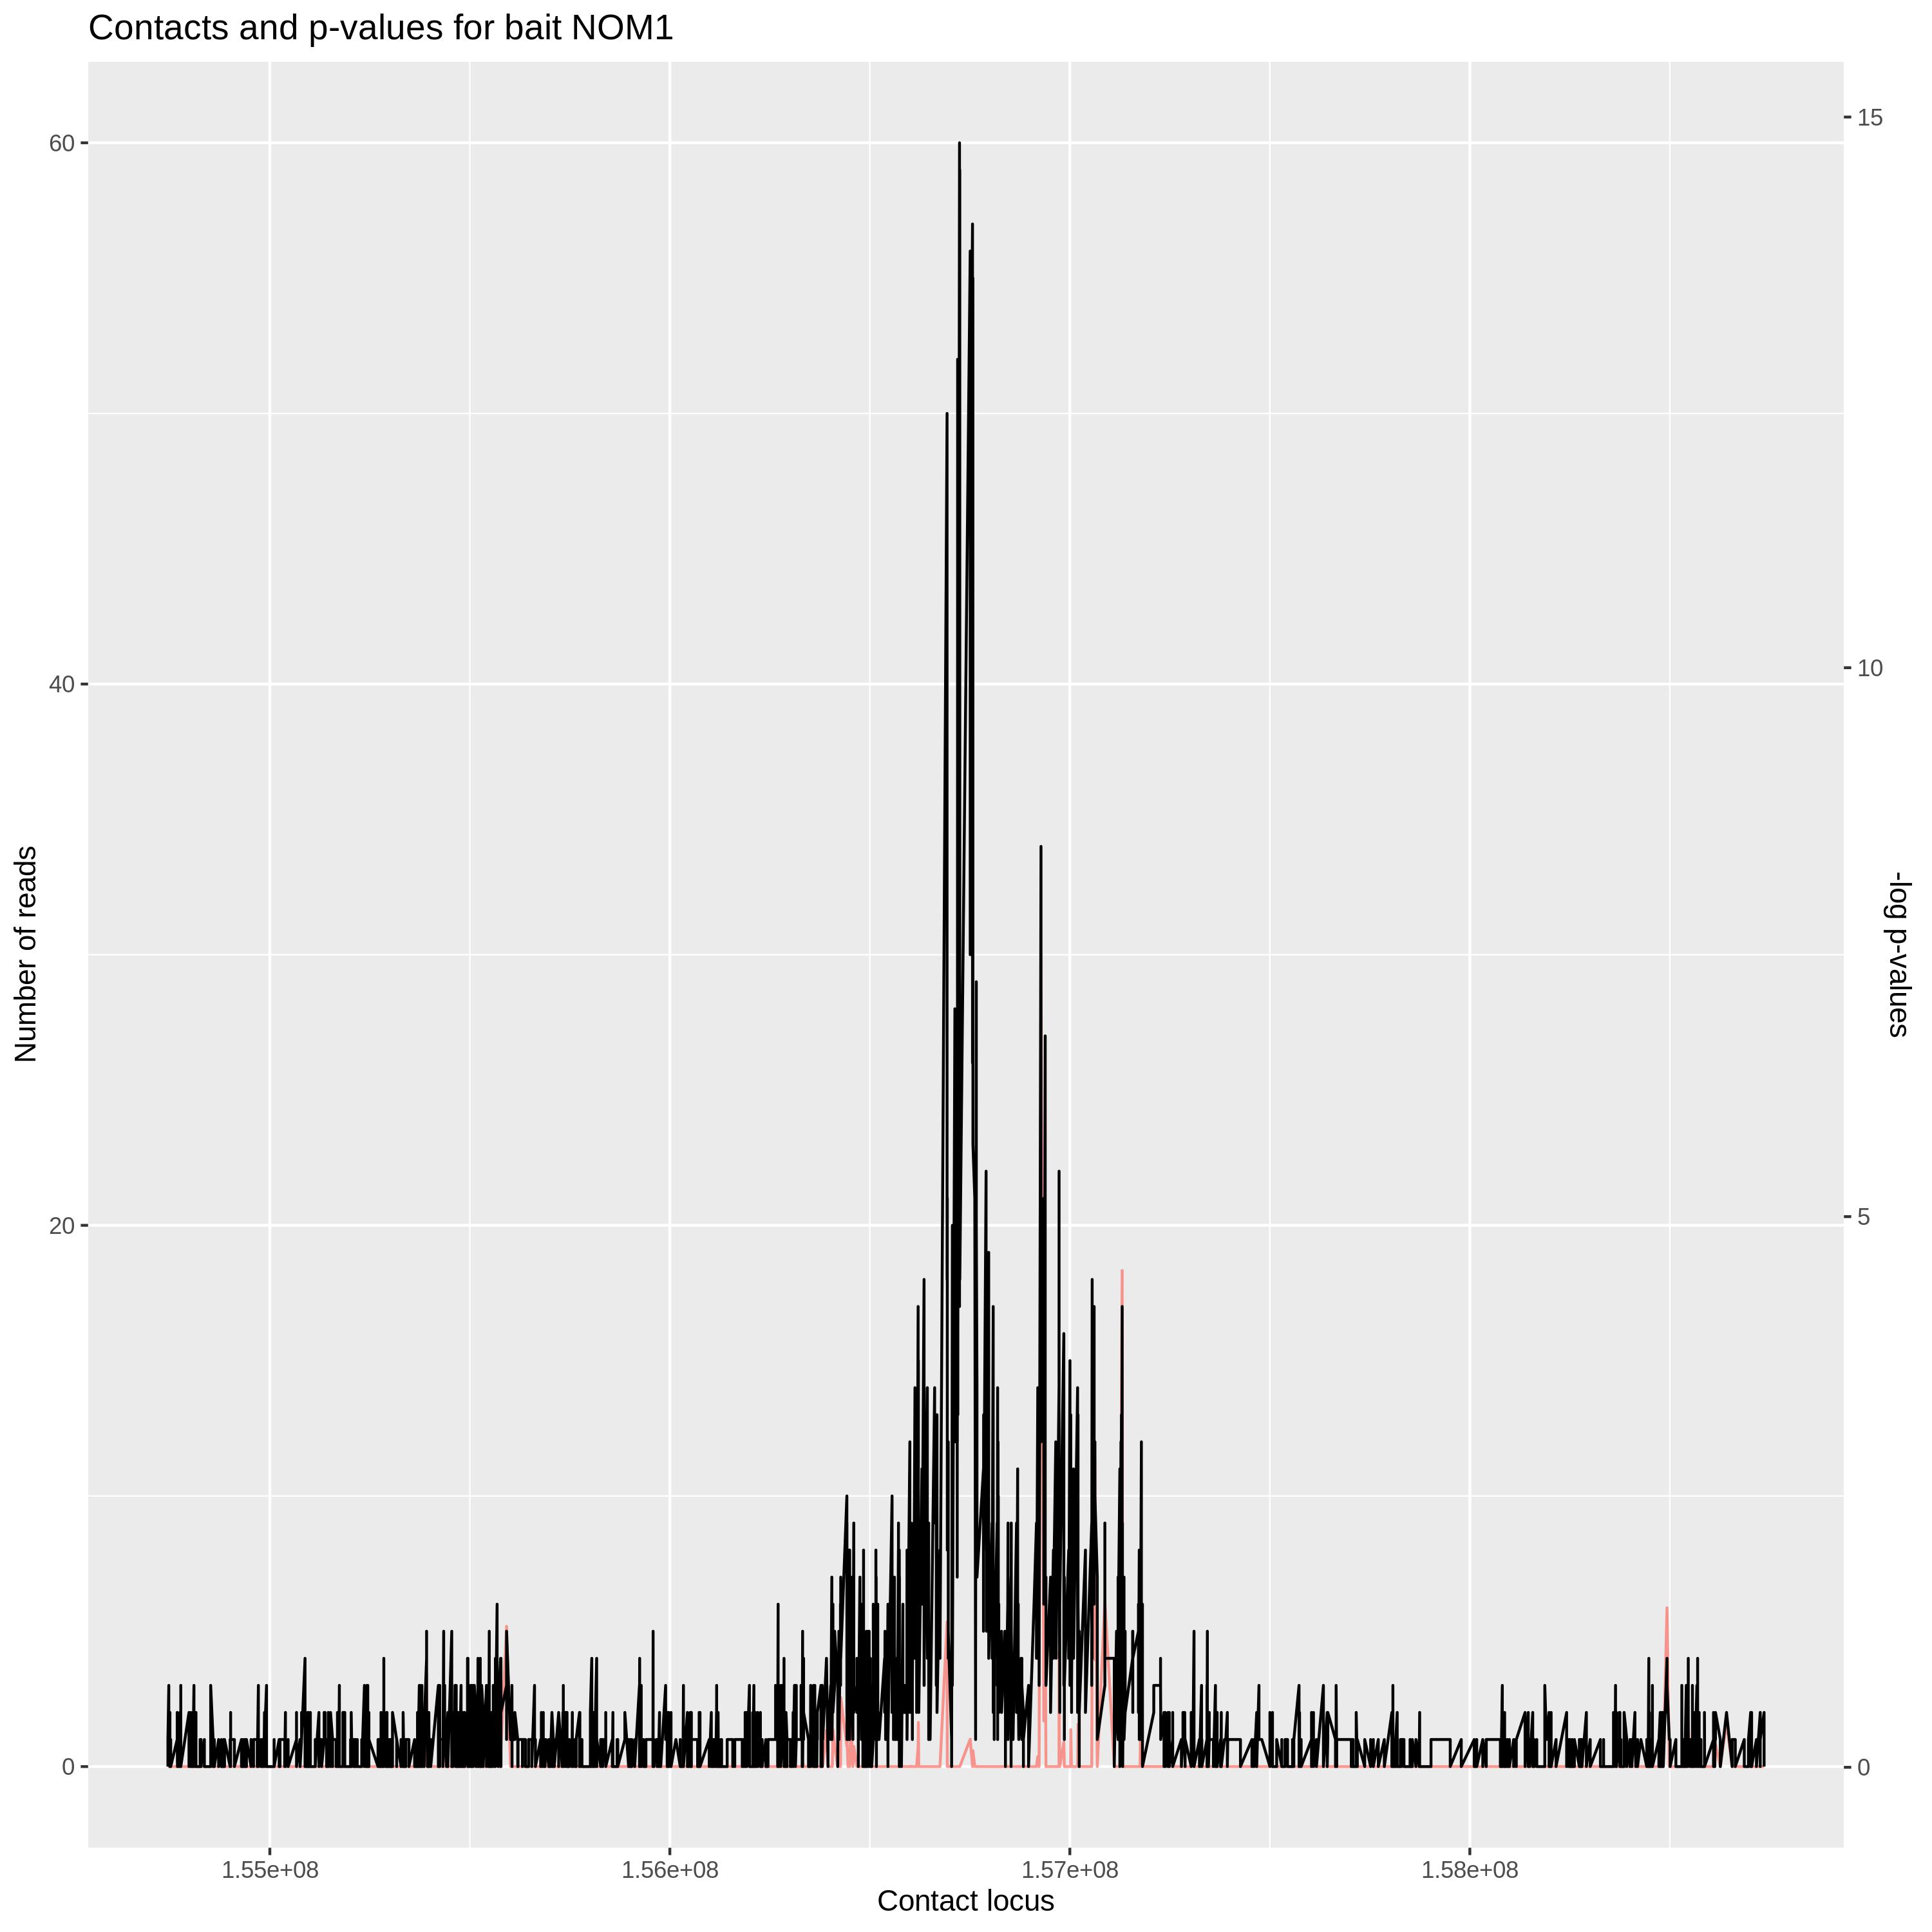 Contacts and p-values for bait NOM1
60
40
20
0
Number of reads
15
10
5
0
-log p-values
1.55e+08
1.56e+08
1.57e+08
1.58e+08
Contact locus